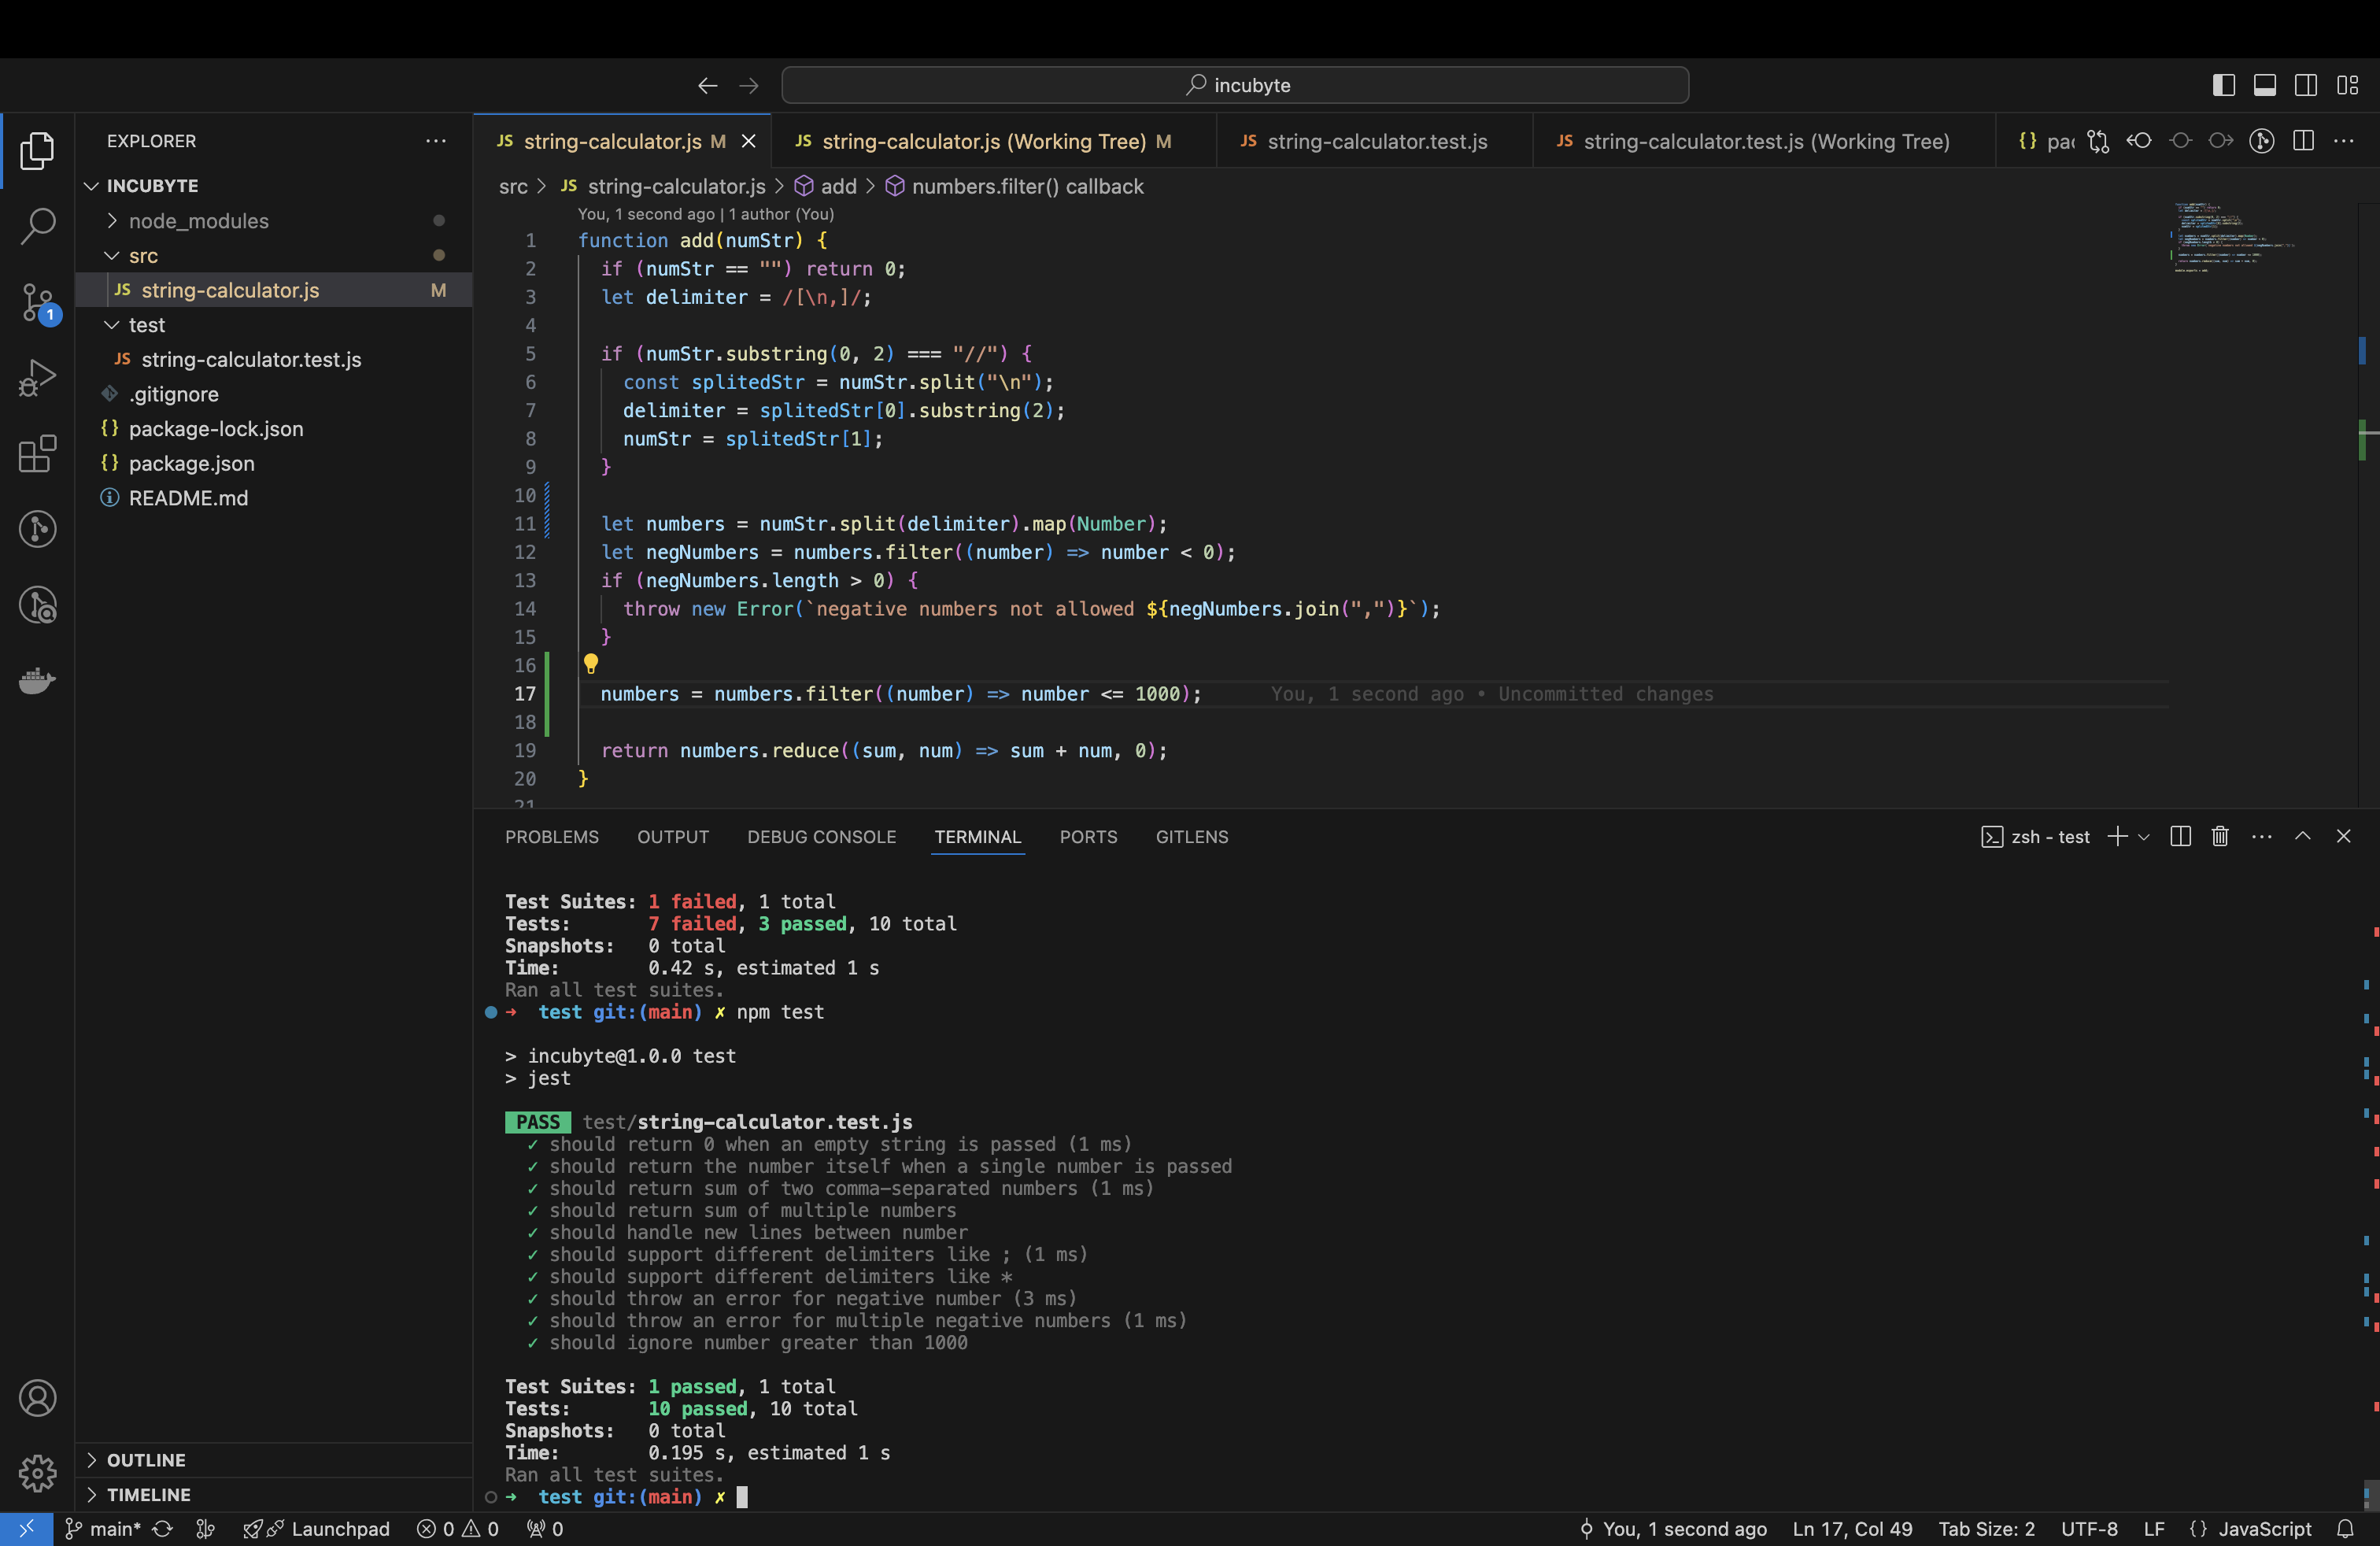 incubyte
EXPLORER
INCUBYTE
node_modules
src
JS string-calculator.js M
test
JS string-calculator.test.js
.gitignore
{} package-lock.json
{} package.json
README.md
OUTLINE
TIMELINE
1
JS string-calculator.js M
JS string-calculator.js (Working Tree) M
JS string-calculator.test.js
JS string-calculator.test.js (Working Tree)
{} pac
src > JS string-calculator.js > add > numbers.filter() callback
You, 1 second ago | 1 author (You)
1 function add(numStr) {
2 if (numStr == "") return 0;
3 let delimiter = /[\n,]/;
4
5 if (numStr.substring(0, 2) === "//") {
6 const splitedStr = numStr.split("\n");
7 delimiter = splitedStr[0].substring(2);
8 numStr = splitedStr[1];
9 }
10
11 let numbers = numStr.split(delimiter).map(Number);
12 let negNumbers = numbers.filter((number) => number < 0);
13 if (negNumbers.length > 0) {
14 throw new Error(`negative numbers not allowed ${negNumbers.join(",")}`);
15 }
16
17 numbers = numbers.filter((number) => number <= 1000); You, 1 second ago • Uncommitted changes
18
19 return numbers.reduce((sum, num) => sum + num, 0);
20 }
21
PROBLEMS OUTPUT DEBUG CONSOLE TERMINAL PORTS GITLENS
zsh - test
Test Suites: 1 failed, 1 total
Tests: 7 failed, 3 passed, 10 total
Snapshots: 0 total
Time: 0.42 s, estimated 1 s
Ran all test suites.
➜ test git:(main) ✗ npm test
> incubyte@1.0.0 test
> jest
PASS test/string-calculator.test.js
✓ should return 0 when an empty string is passed (1 ms)
✓ should return the number itself when a single number is passed
✓ should return sum of two comma-separated numbers (1 ms)
✓ should return sum of multiple numbers
✓ should handle new lines between number
✓ should support different delimiters like ; (1 ms)
✓ should support different delimiters like *
✓ should throw an error for negative number (3 ms)
✓ should throw an error for multiple negative numbers (1 ms)
✓ should ignore number greater than 1000
Test Suites: 1 passed, 1 total
Tests: 10 passed, 10 total
Snapshots: 0 total
Time: 0.195 s, estimated 1 s
Ran all test suites.
➜ test git:(main) ✗
main* Launchpad 0 0 0
You, 1 second ago Ln 17, Col 49 Tab Size: 2 UTF-8 LF {} JavaScript